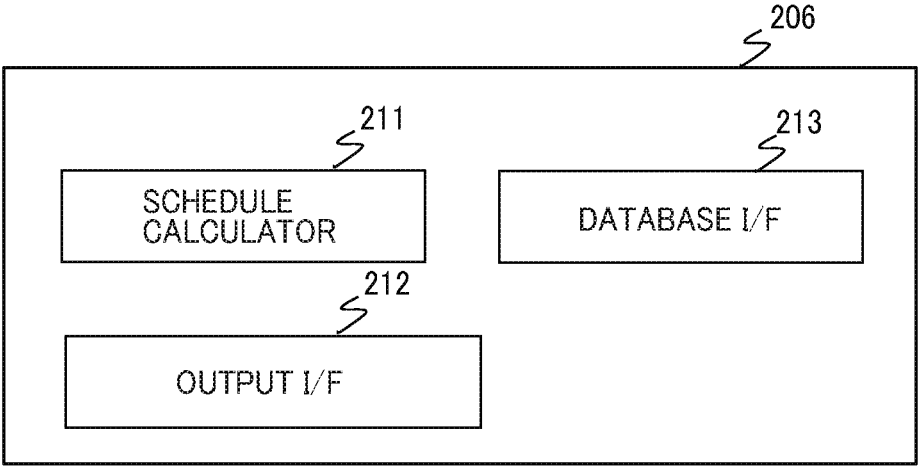 206
211
SCHEDULE
CALCULATOR
213
DATABASE I/F
212
OUTPUT I/F